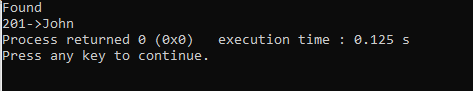 Found
201->John
Process returned 0 (0x0)   execution time : 0.125 s
Press any key to continue.